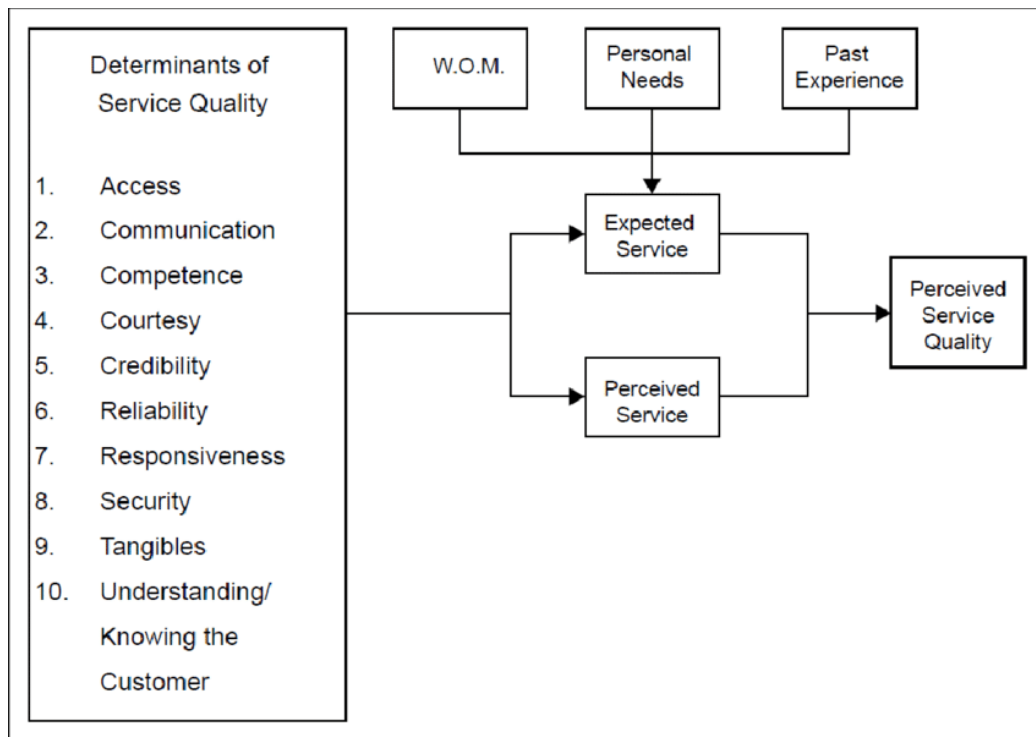 Determinants of
Service Quality
1. Access
2. Communication
3. Competence
4. Courtesy
5. Credibility
6. Reliability
7. Responsiveness
8. Security
9. Tangibles
10. Understanding/
Knowing the
Customer
W.O.M.
Personal
Needs
Past
Experience
Expected
Service
Perceived
Service
Perceived
Service
Quality